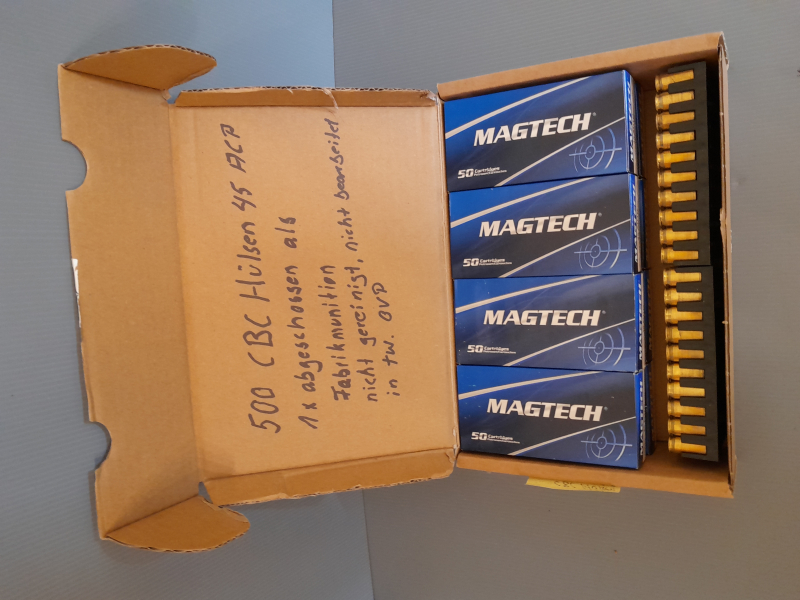 500 CBC Hülsen 45 ACP
1x abgeschossen als
Fabrikmunition
nicht gereinigt, nicht bearbeitet
in tw. OVP
MAGTECH
50 Cartridges
MAGTECH
50 Cartridges
MAGTECH
50 Cartridges
MAGTECH
50 Cartridges